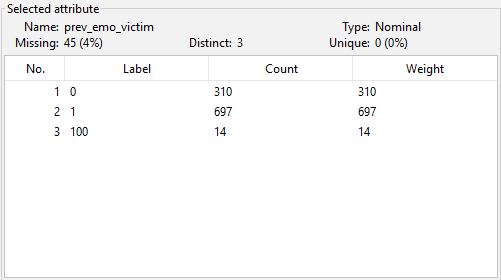 Selected attribute
Name: prev_emo_victim Type: Nominal
Missing: 45 (4%) Distinct: 3 Unique: 0 (0%)
No. Label Count Weight
1 0 310 310
2 1 697 697
3 100 14 14